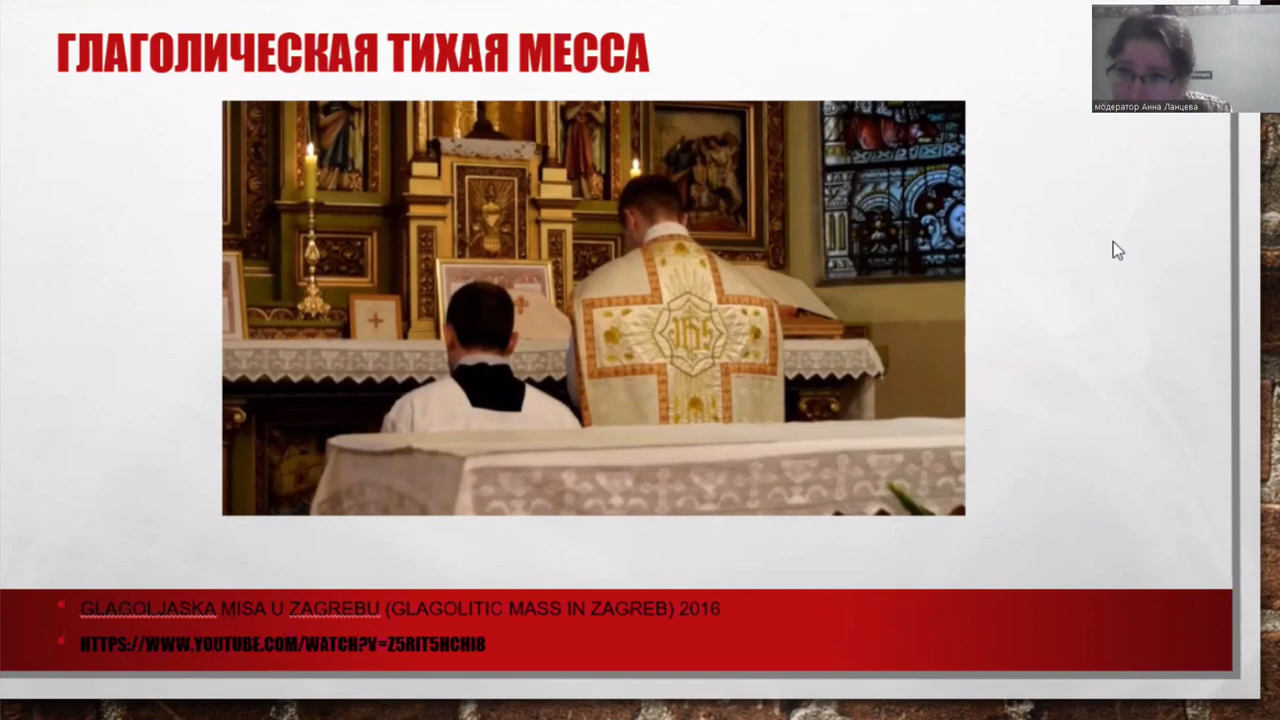 ГЛАГОЛИЧЕСКАЯ ТИХАЯ МЕССА
модератор Анна Ланцева
IHS
GLAGOLJASKA MISA U ZAGREBU (GLAGOLITIC MASS IN ZAGREB) 2016
HTTPS://WWW.YOUTUBE.COM/WATCH?V=Z5RIT5HCHI8